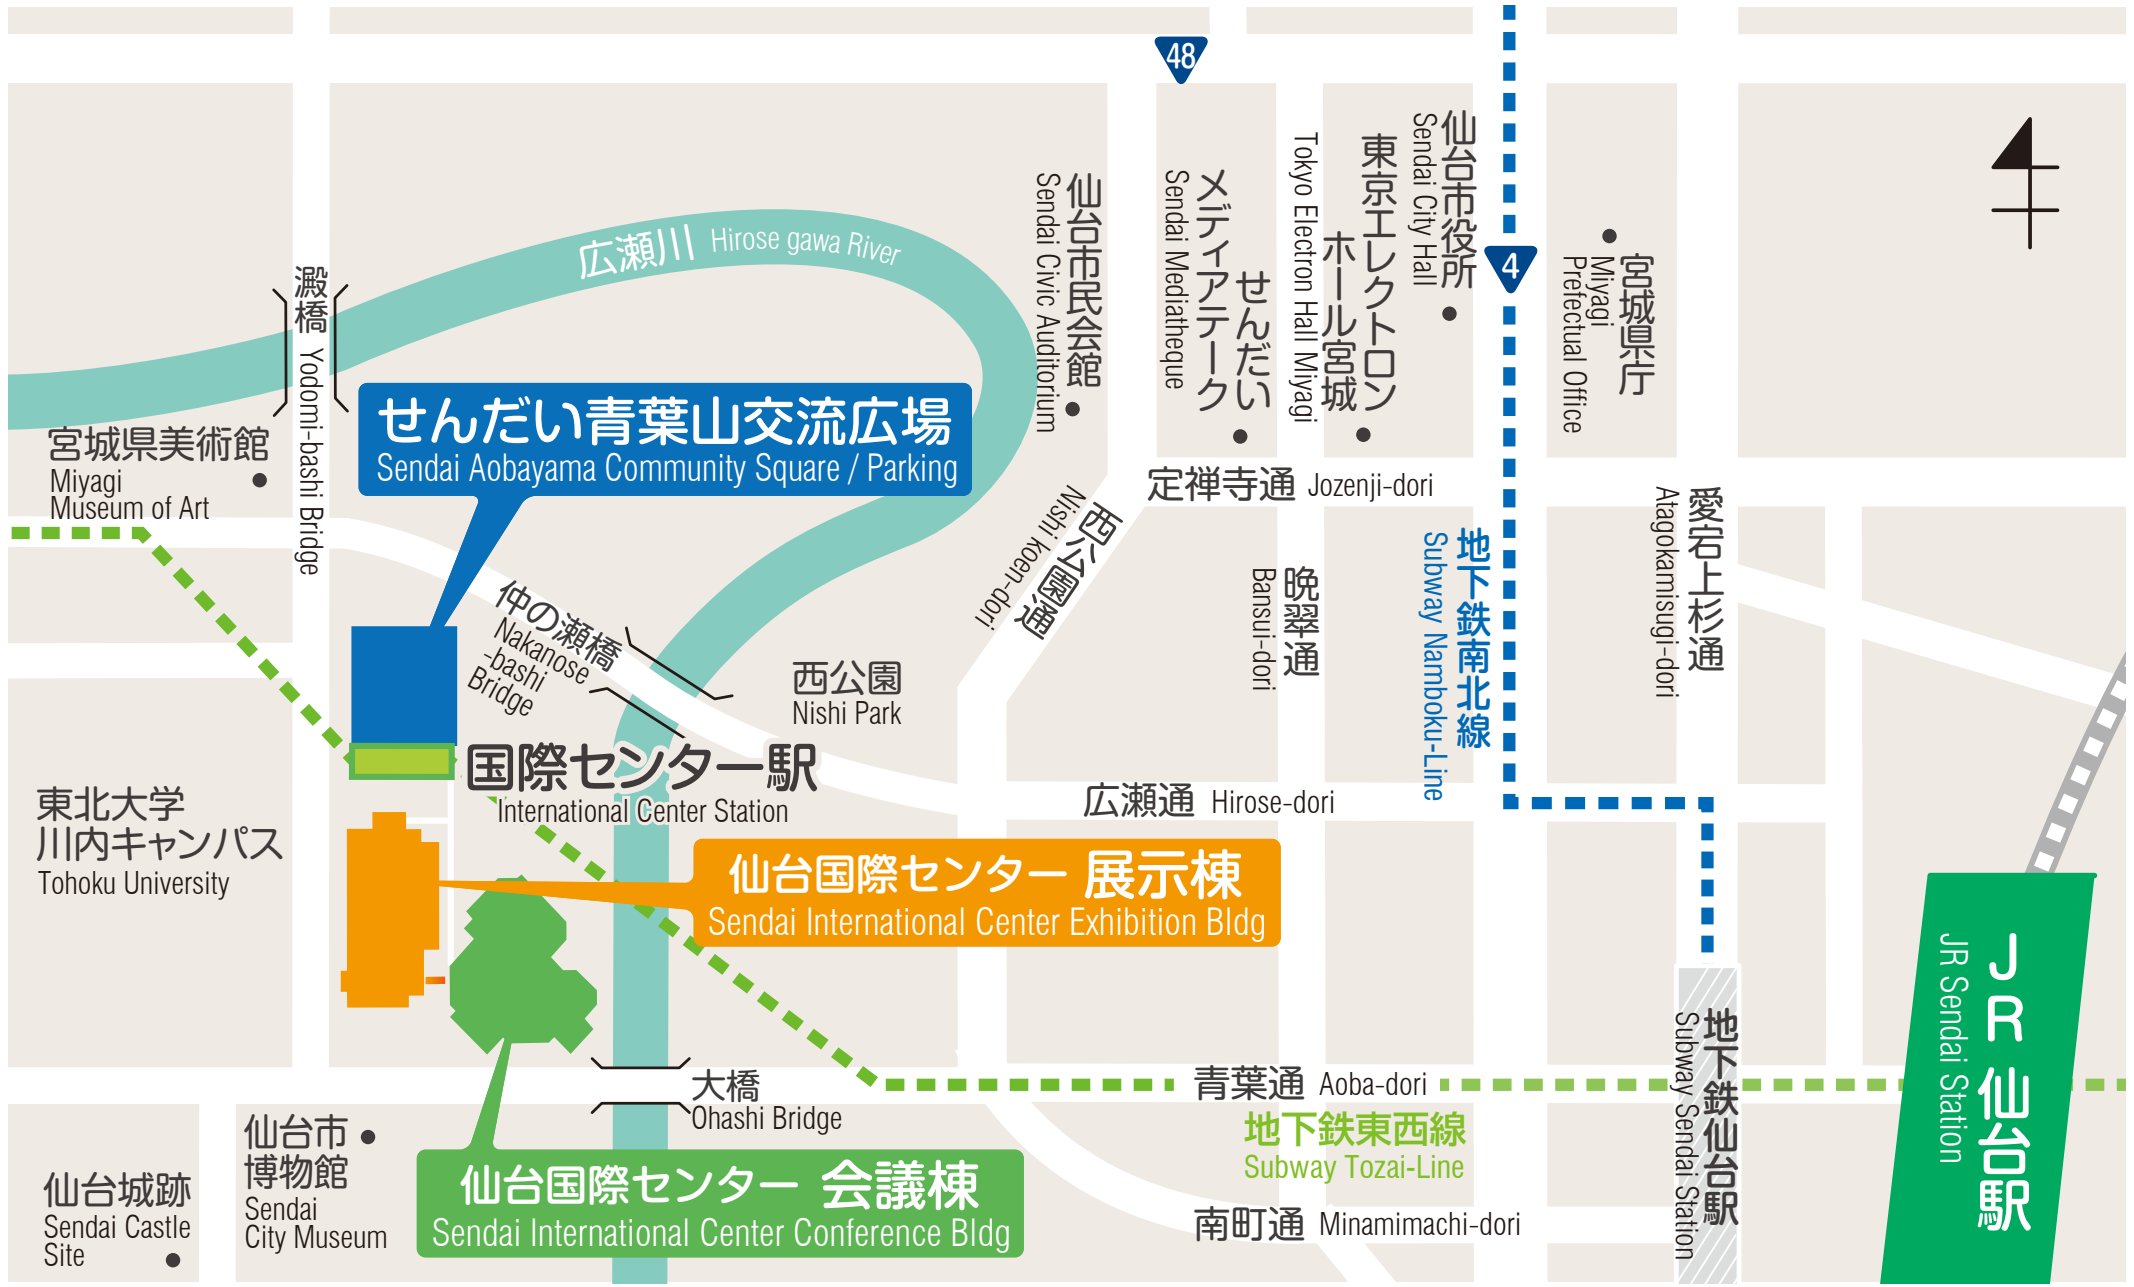 48
4
広瀬川 Hirose gawa River
澱橋 Yodomi-bashi Bridge
仙台市民会館
Sendai Civic Auditorium
せんだい
メディアテーク
Sendai Mediatheque
東京エレクトロン
ホール宮城
Tokyo Electron Hall Miyagi
仙台市役所
Sendai City Hall
宮城県庁
Miyagi
Prefectual Office
宮城県美術館
Miyagi
Museum of Art
せんだい青葉山交流広場
Sendai Aobayama Community Square / Parking
定禅寺通 Jozenji-dori
西公園通
Nishi koen-dori
晩翠通
Bansui-dori
地下鉄南北線
Subway Namboku-Line
愛宕上杉通
Atagokamisugi-dori
仲の瀬橋
Nakanose
-bashi
Bridge
西公園
Nishi Park
国際センター駅
International Center Station
広瀬通 Hirose-dori
東北大学
川内キャンパス
Tohoku University
仙台国際センター 展示棟
Sendai International Center Exhibition Bldg
JR仙台駅
JR Sendai Station
地下鉄仙台駅
Subway Sendai Station
大橋
Ohashi Bridge
青葉通 Aoba-dori
地下鉄東西線
Subway Tozai-Line
仙台市
博物館
Sendai
City Museum
仙台城跡
Sendai Castle
Site
仙台国際センター 会議棟
Sendai International Center Conference Bldg
南町通 Minamimachi-dori